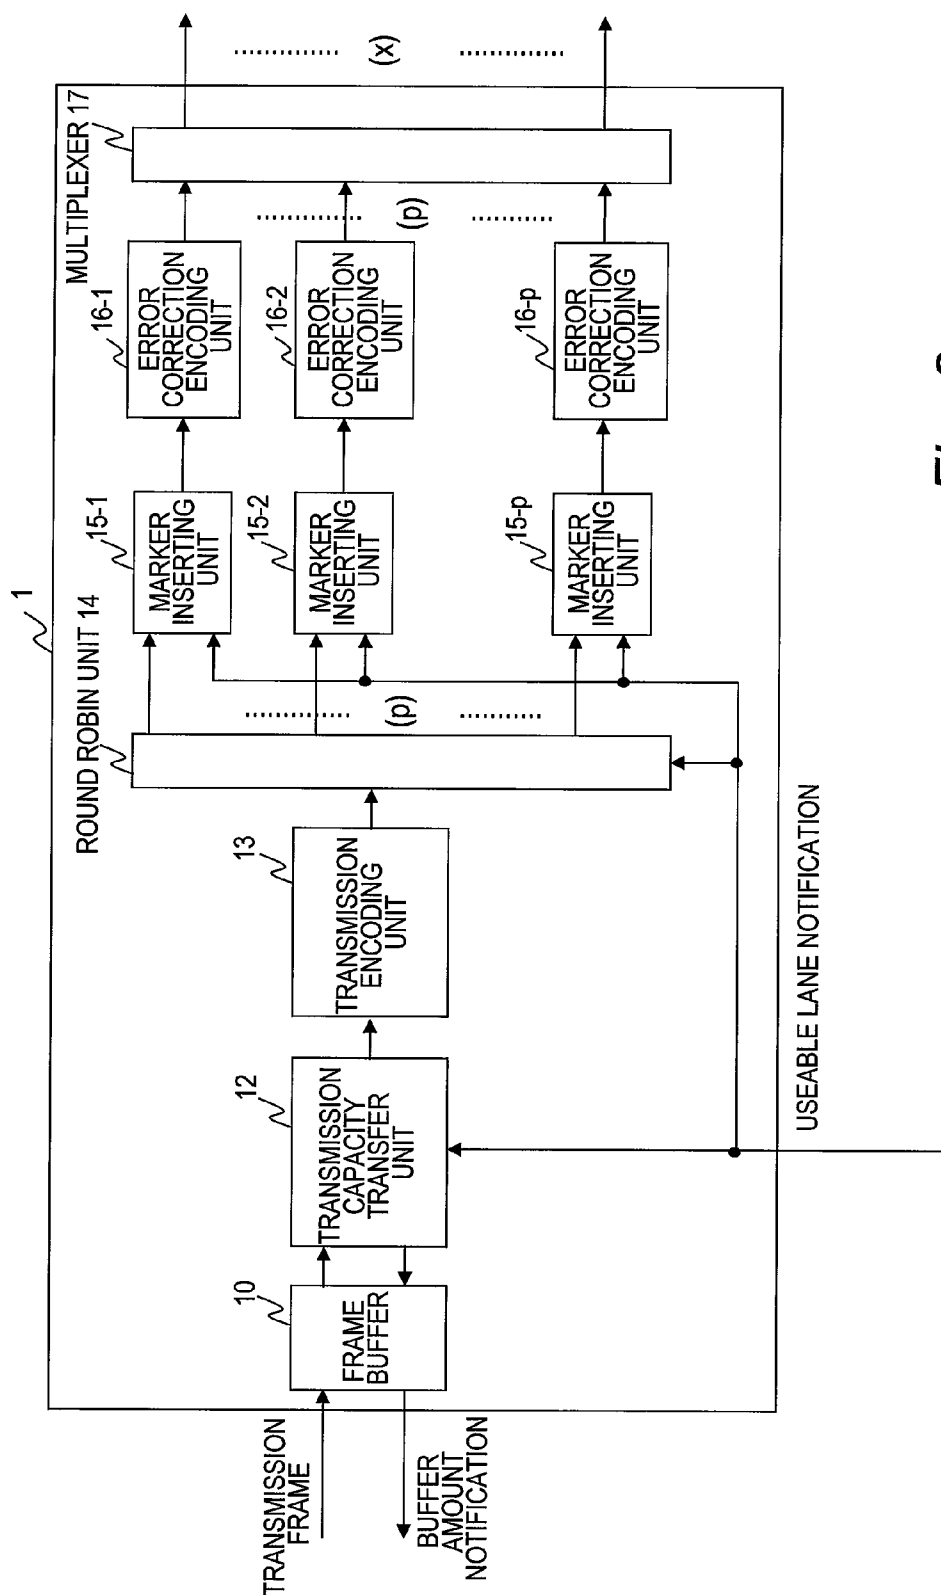 1
TRANSMISSION
FRAME
BUFFER
AMOUNT
NOTIFICATION
10
FRAME
BUFFER
12
TRANSMISSION
CAPACITY
TRANSFER
UNIT
13
TRANSMISSION
ENCODING
UNIT
ROUND ROBIN UNIT 14
(p)
15-1
MARKER
INSERTING
UNIT
15-2
MARKER
INSERTING
UNIT
15-p
MARKER
INSERTING
UNIT
16-1
ERROR
CORRECTION
ENCODING
UNIT
16-2
ERROR
CORRECTION
ENCODING
UNIT
16-p
ERROR
CORRECTION
ENCODING
UNIT
(p)
MULTIPLEXER 17
(x)
USEABLE LANE NOTIFICATION